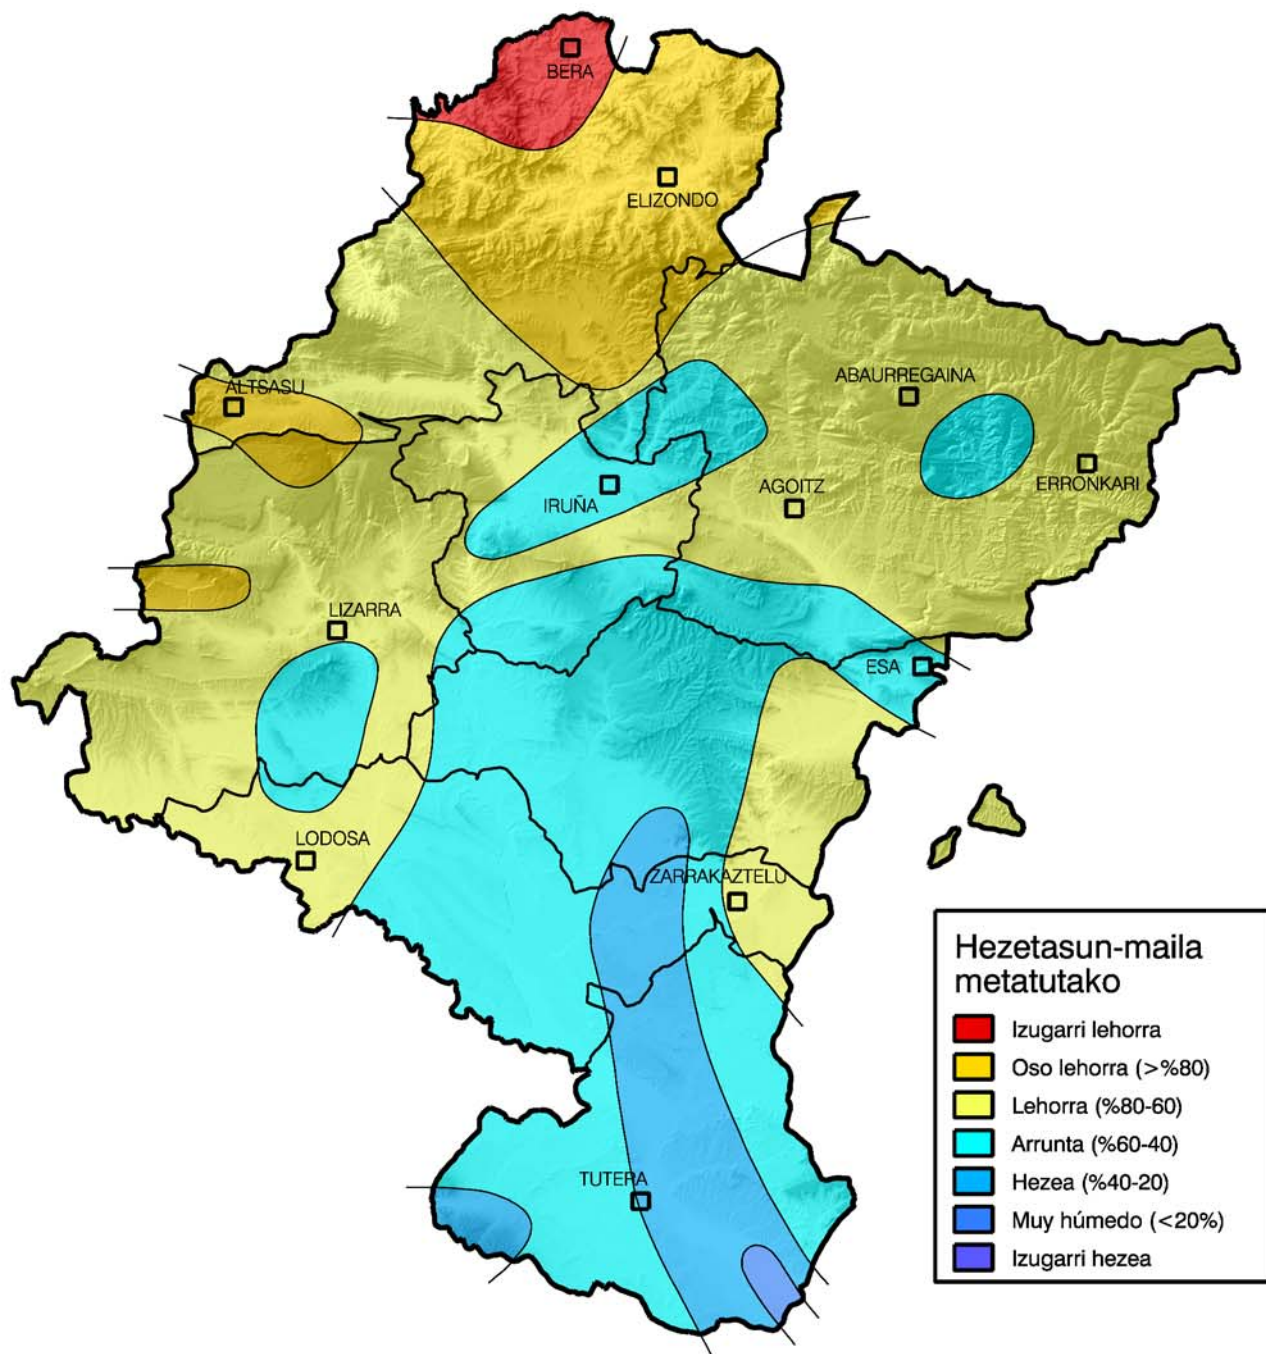 BERA
ELIZONDO
ALTSASU
ABAURREGAINA
IRUÑA
AGOITZ
ERRONKARI
LIZARRA
ESA
LODOSA
ZARRAKAZTELU
TUTERA
Hezetasun-maila
metatutako
Izugarri lehorra
Oso lehorra (>%80)
Lehorra (%80-60)
Arrunta (%60-40)
Hezea (%40-20)
Muy húmedo (<20%)
Izugarri hezea